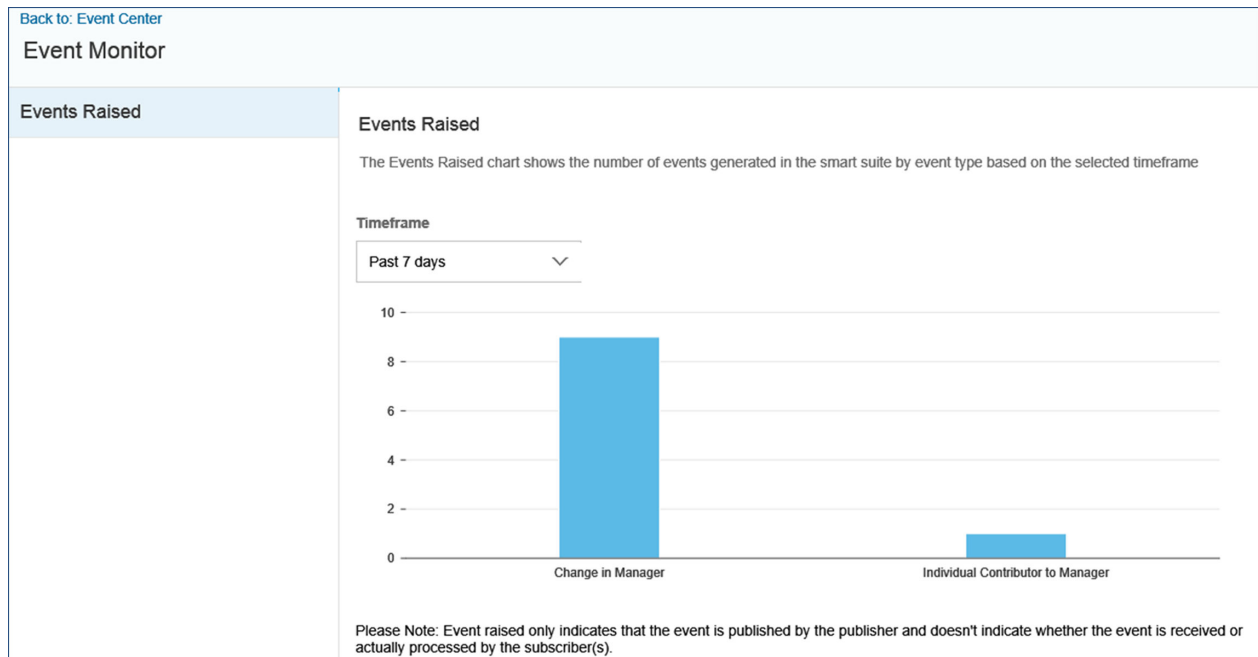 Back to: Event Center
Event Monitor
Events Raised
Events Raised
The Events Raised chart shows the number of events generated in the smart suite by event type based on the selected timeframe
Timeframe
Past 7 days
10
8
6
4
2
0
Change in Manager
Individual Contributor to Manager
Please Note: Event raised only indicates that the event is published by the publisher and doesn't indicate whether the event is received or
actually processed by the subscriber(s).